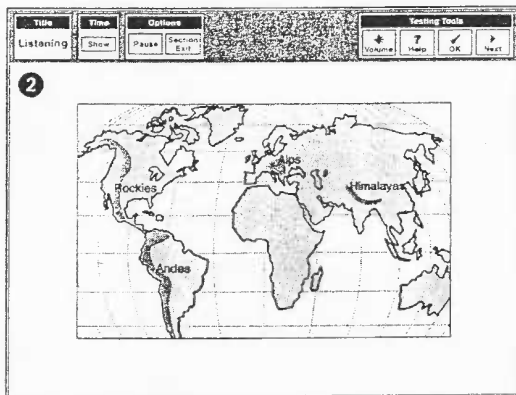 Title
Time
Options
Testing Tools
Listening
Show
Pause
Section
Exit
Volume
?
Help
OK
Next
2
Alps
Rockies
Himalayas
Andes